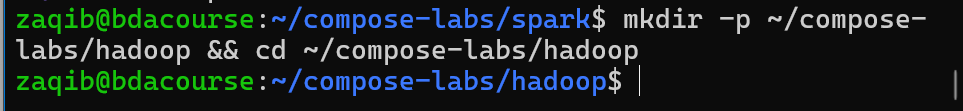 zaqib@bdacourse:~/compose-labs/spark$ mkdir -p ~/compose-
labs/hadoop && cd ~/compose-labs/hadoop
zaqib@bdacourse:~/compose-labs/hadoop$